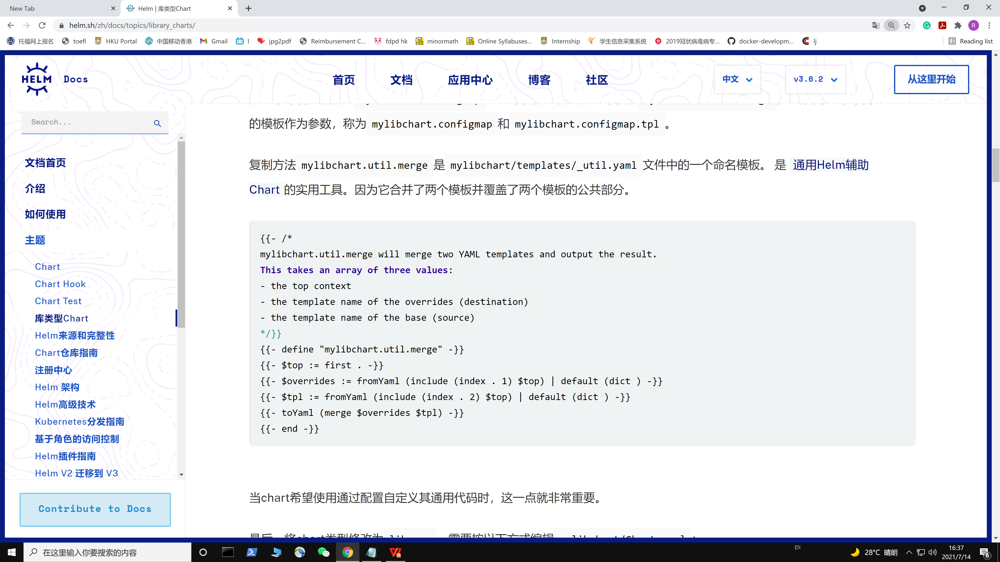 New Tab
Helm | 库类型Chart
helm.sh/zh/docs/topics/library_charts/
托福网上报名 toefl HKU Portal 中国移动香港 Gmail l jpg2pdf Reimbursement C... fdpd hk minormath Online Syllabuses... Internship 学生信息采集系统 2019冠状病毒病专... docker-developm... lj Reading list
HELM Docs 首页 文档 应用中心 博客 社区 中文 v3.6.2 从这里开始
Search...
文档首页
介绍
如何使用
主题
Chart
Chart Hook
Chart Test
库类型Chart
Helm来源和完整性
Chart仓库指南
注册中心
Helm 架构
Helm高级技术
Kubernetes分发指南
基于角色的访问控制
Helm插件指南
Helm V2 迁移到 V3
Contribute to Docs
的模板作为参数，称为 mylibchart.configmap 和 mylibchart.configmap.tpl 。
复制方法 mylibchart.util.merge 是 mylibchart/templates/_util.yaml 文件中的一个命名模板。 是 通用Helm辅助
Chart 的实用工具。因为它合并了两个模板并覆盖了两个模板的公共部分。
{{- /*
mylibchart.util.merge will merge two YAML templates and output the result.
This takes an array of three values:
- the top context
- the template name of the overrides (destination)
- the template name of the base (source)
*/}}
{{- define "mylibchart.util.merge" -}}
{{- $top := first . -}}
{{- $overrides := fromYaml (include (index . 1) $top) | default (dict ) -}}
{{- $tpl := fromYaml (include (index . 2) $top) | default (dict ) -}}
{{- toYaml (merge $overrides $tpl) -}}
{{- end -}}
当chart希望使用通过配置自定义其通用代码时，这一点就非常重要。
在这里输入你要搜索的内容
EN
28°C 晴朗
16:37
2021/7/14
6